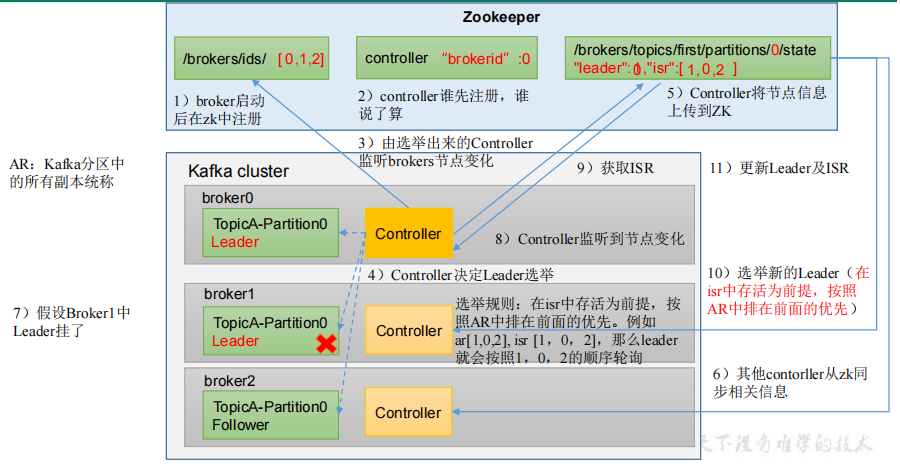 Zookeeper
/brokers/ids/ [ 0,1,2]
controller “brokerid” :0
/brokers/topics/first/partitions/0/state
"leader": ,"isr":[ 1, 0, 2 ]
1）broker启动
后在zk中注册
2）controller谁先注册，谁
说了算
5）Controller将节点信息
上传到ZK
3）由选举出来的Controller
监听brokers节点变化
AR：Kafka分区中
的所有副本统称
Kafka cluster
9）获取ISR
11）更新Leader及ISR
broker0
TopicA-Partition0
Leader
Controller
8）Controller监听到节点变化
4）Controller决定Leader选举
10）选举新的Leader（在
isr中存活为前提，按照
AR中排在前面的优先）
7）假设Broker1中
Leader挂了
broker1
TopicA-Partition0
Leader
Controller
选举规则：在isr中存活为前提，按
照AR中排在前面的优先。例如
ar[1,0,2], isr [1，0，2]，那么leader
就会按照1，0，2的顺序轮询
broker2
TopicA-Partition0
Follower
Controller
6）其他contorller从zk同
步相关信息
天下没有难学的技术